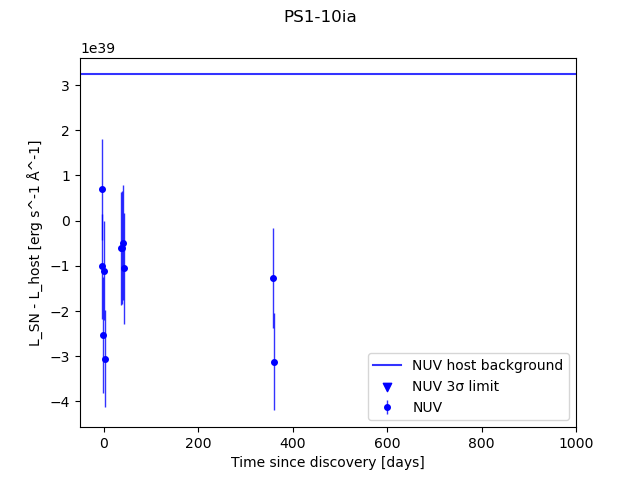 PS1-10ia
1e39
3
2
1
0
−1
−2
−3
−4
L_SN - L_host [erg s^-1 Å^-1]
NUV host background
NUV 3σ limit
NUV
0 200 400 600 800 1000
Time since discovery [days]